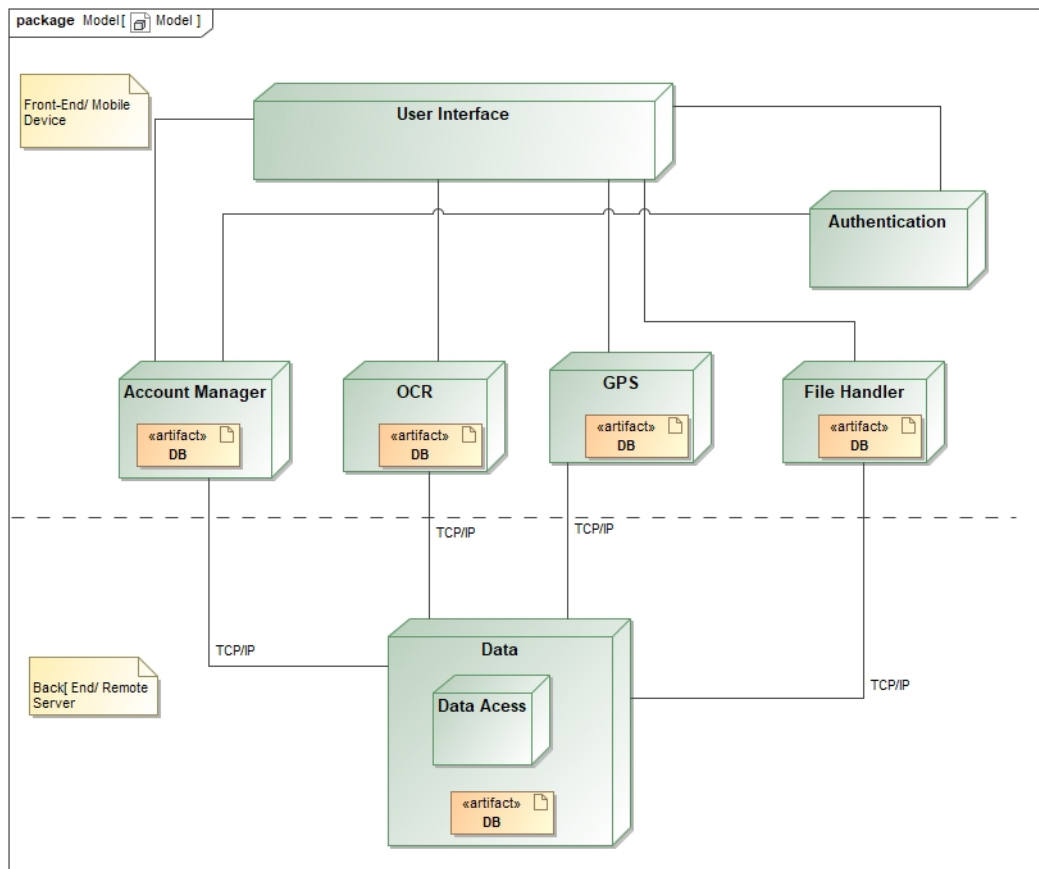 package Model[ Model ]
Front-End/ Mobile
Device
User Interface
Authentication
Account Manager
«artifact»
DB
OCR
«artifact»
DB
GPS
«artifact»
DB
File Handler
«artifact»
DB
TCP/IP
TCP/IP
TCP/IP
TCP/IP
Back[ End/ Remote
Server
Data
Data Acess
«artifact»
DB